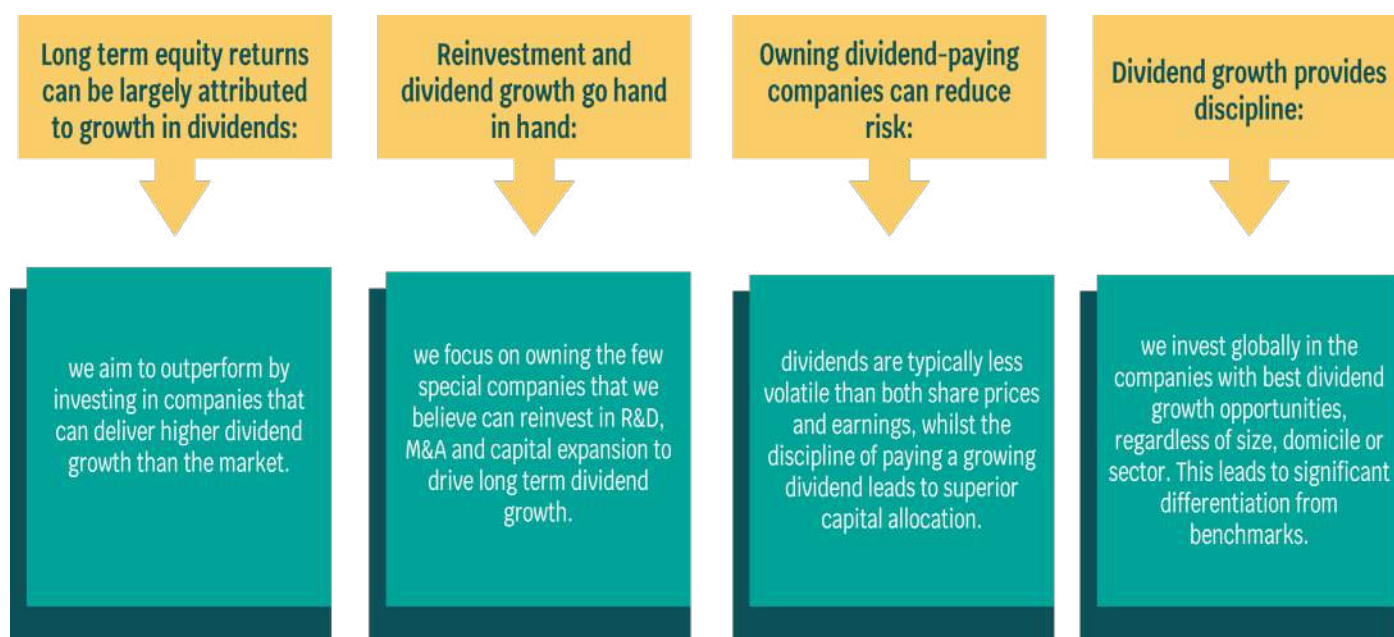 Long term equity returns
can be largely attributed
to growth in dividends:
we aim to outperform by
investing in companies that
can deliver higher dividend
growth than the market.
Reinvestment and
dividend growth go hand
in hand:
we focus on owning the few
special companies that we
believe can reinvest in R&D,
M&A and capital expansion to
drive long term dividend
growth.
Owning dividend-paying
companies can reduce
risk:
dividends are typically less
volatile than both share prices
and earnings, whilst the
discipline of paying a growing
dividend leads to superior
capital allocation.
Dividend growth provides
discipline:
we invest globally in the
companies with best dividend
growth opportunities,
regardless of size, domicile or
sector. This leads to significant
differentiation from
benchmarks.